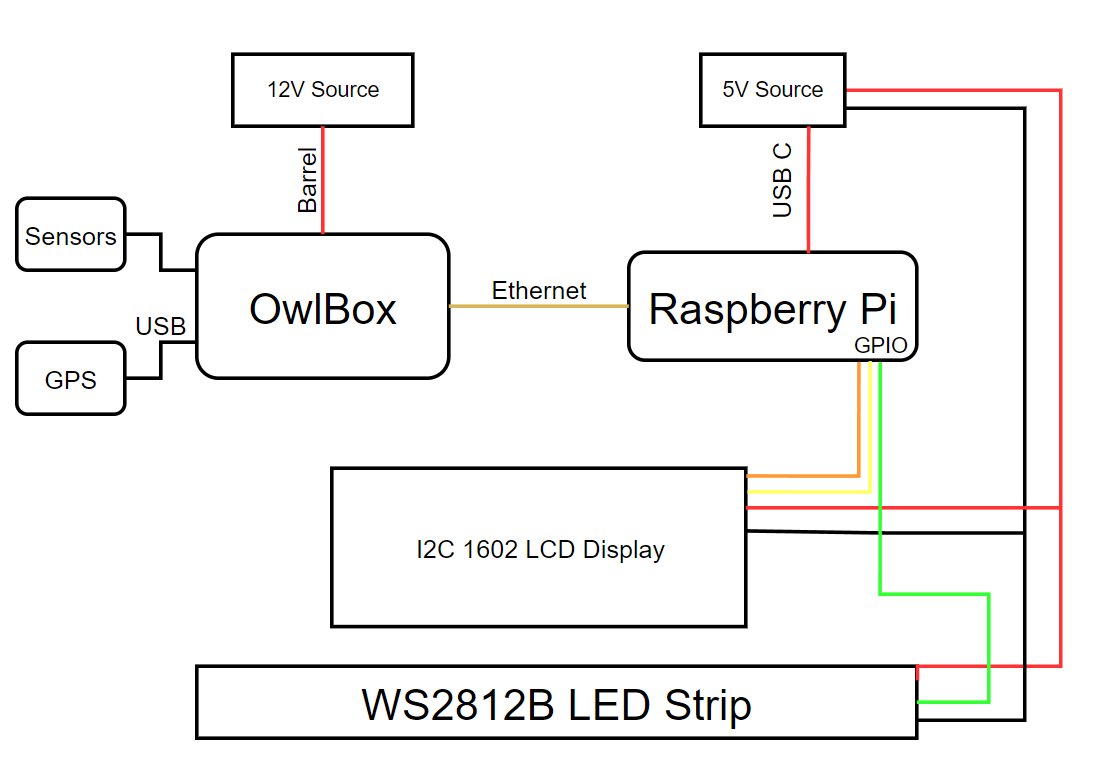 12V Source
5V Source
Barrel
USB C
Sensors
OwlBox
Ethernet
Raspberry Pi
USB
GPIO
GPS
I2C 1602 LCD Display
WS2812B LED Strip